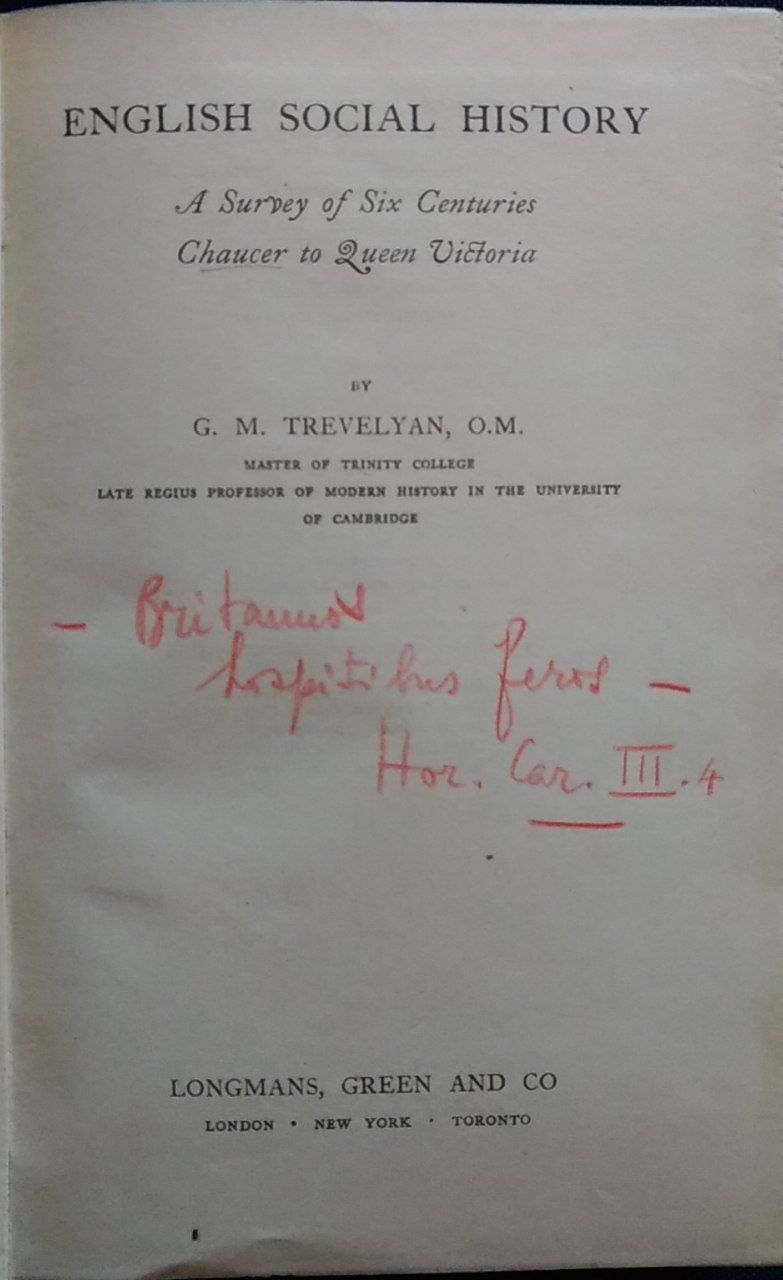 ENGLISH SOCIAL HISTORY
A Survey of Six Centuries
Chaucer to Queen Victoria
BY
G. M. TREVELYAN, O.M.
MASTER OF TRINITY COLLEGE
LATE REGIUS PROFESSOR OF MODERN HISTORY IN THE UNIVERSITY
OF CAMBRIDGE
– Britannos
hospitibus feros –
Hor. Car. III. 4
LONGMANS, GREEN AND CO
LONDON • NEW YORK • TORONTO